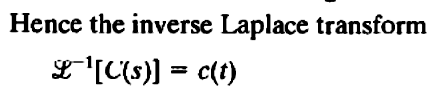 Hence the inverse Laplace transform
ℒ⁻¹[C(s)] = c(t)